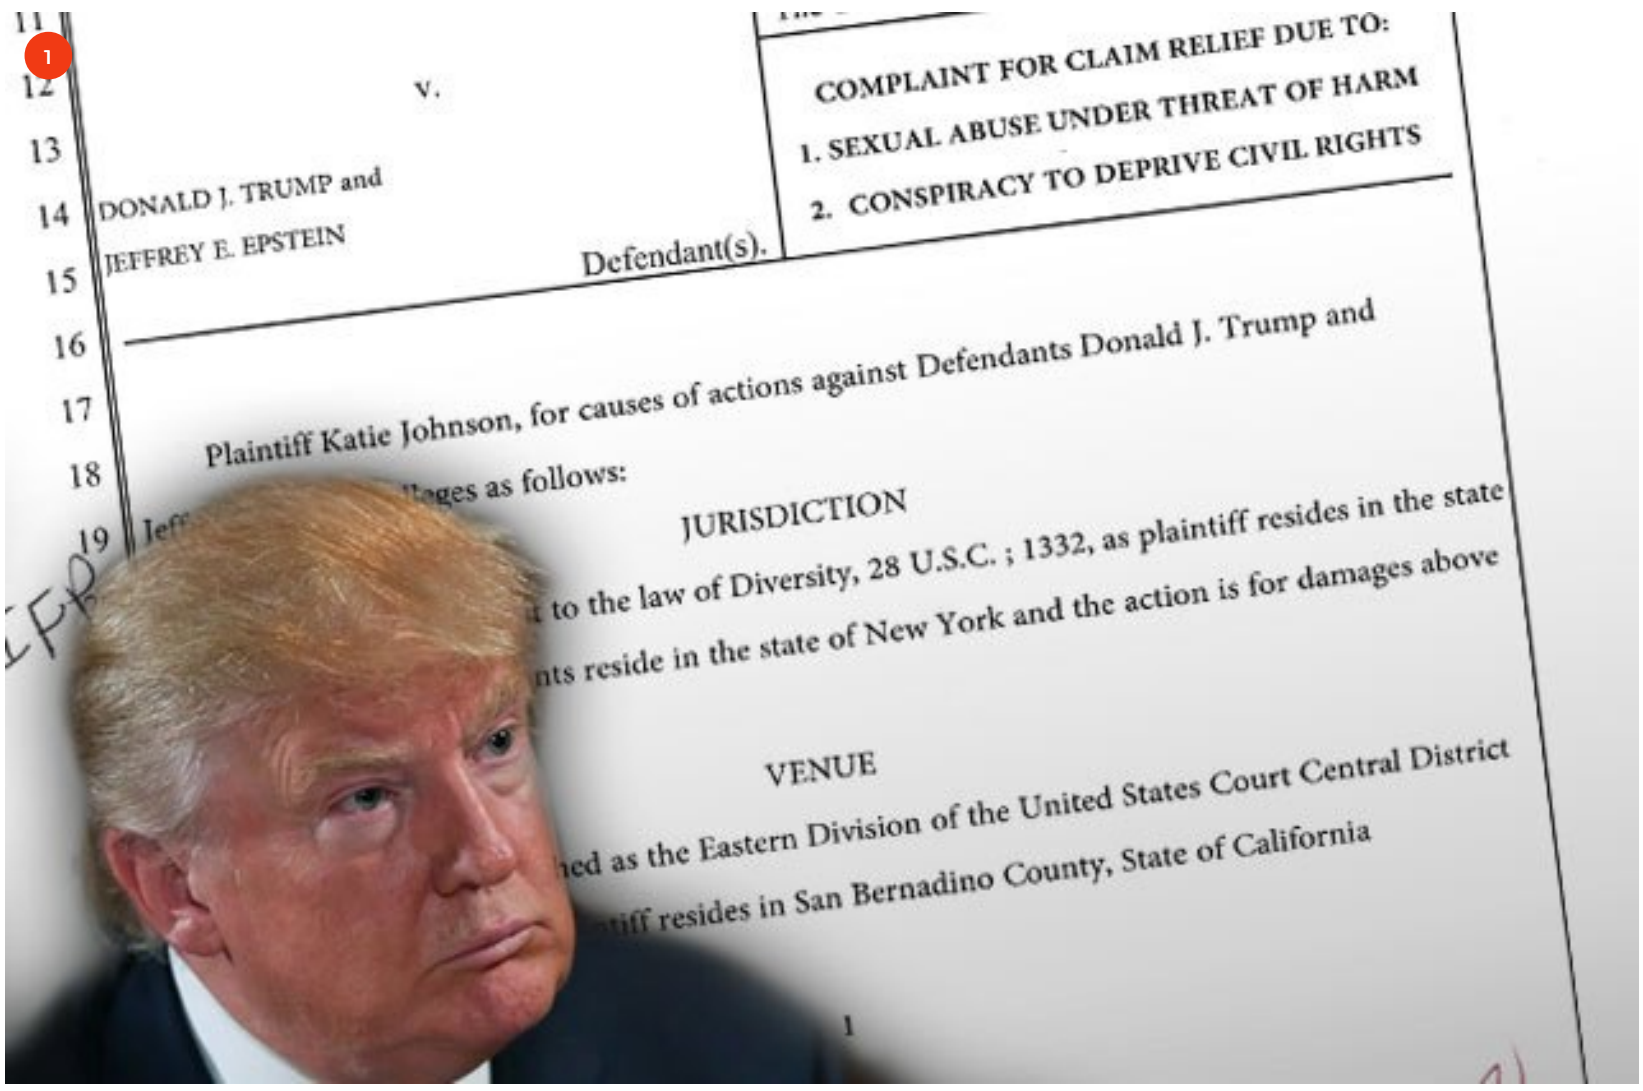 11
1
12
v.
COMPLAINT FOR CLAIM RELIEF DUE TO:
1. SEXUAL ABUSE UNDER THREAT OF HARM
2. CONSPIRACY TO DEPRIVE CIVIL RIGHTS
13
14 DONALD J. TRUMP and
JEFFREY E. EPSTEIN
15
Defendant(s).
16
17
Plaintiff Katie Johnson, for causes of actions against Defendants Donald J. Trump and
18
as follows:
19
JURISDICTION
to the law of Diversity, 28 U.S.C. ; 1332, as plaintiff resides in the state
reside in the state of New York and the action is for damages above
VENUE
as the Eastern Division of the United States Court Central District
resides in San Bernadino County, State of California
1